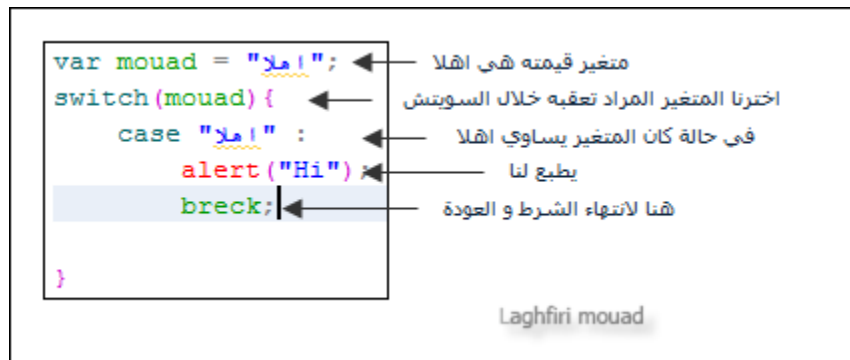 var mouad = "اهلا"; متغير قيمته هي اهلا
switch(mouad){ اخترنا المتغير المراد تعقبه خلال السويتش
case "اهلا" : في حالة كان المتغير يساوي اهلا
alert("Hi"); يطبع لنا
breck; هنا لانتهاء الشرط و العودة
}
Laghfiri mouad